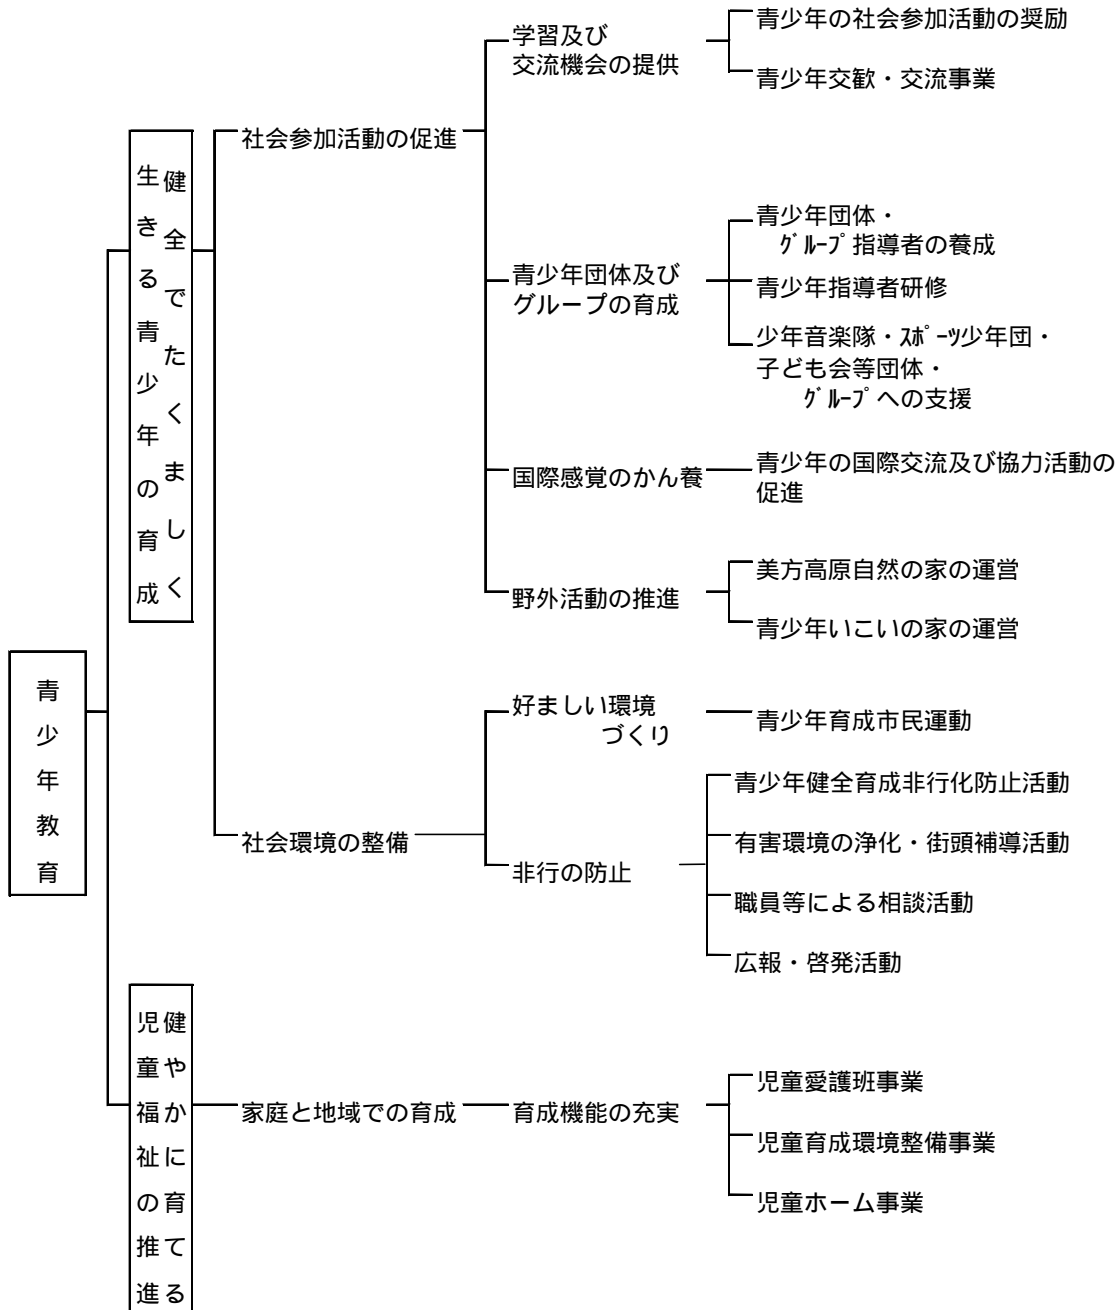 青少年教育
健全でたくましく
生きる青少年の育成
社会参加活動の促進
学習及び
交流機会の提供
青少年の社会参加活動の奨励
青少年交歓・交流事業
青少年団体及び
グループの育成
青少年団体・
グループ指導者の養成
青少年指導者研修
少年音楽隊・スポーツ少年団・
子ども会等団体・
グループへの支援
国際感覚のかん養
青少年の国際交流及び協力活動の
促進
野外活動の推進
美方高原自然の家の運営
青少年いこいの家の運営
社会環境の整備
好ましい環境
づくり
青少年育成市民運動
非行の防止
青少年健全育成非行化防止活動
有害環境の浄化・街頭補導活動
職員等による相談活動
広報・啓発活動
健やかに育てる
児童福祉の推進
家庭と地域での育成
育成機能の充実
児童愛護班事業
児童育成環境整備事業
児童ホーム事業